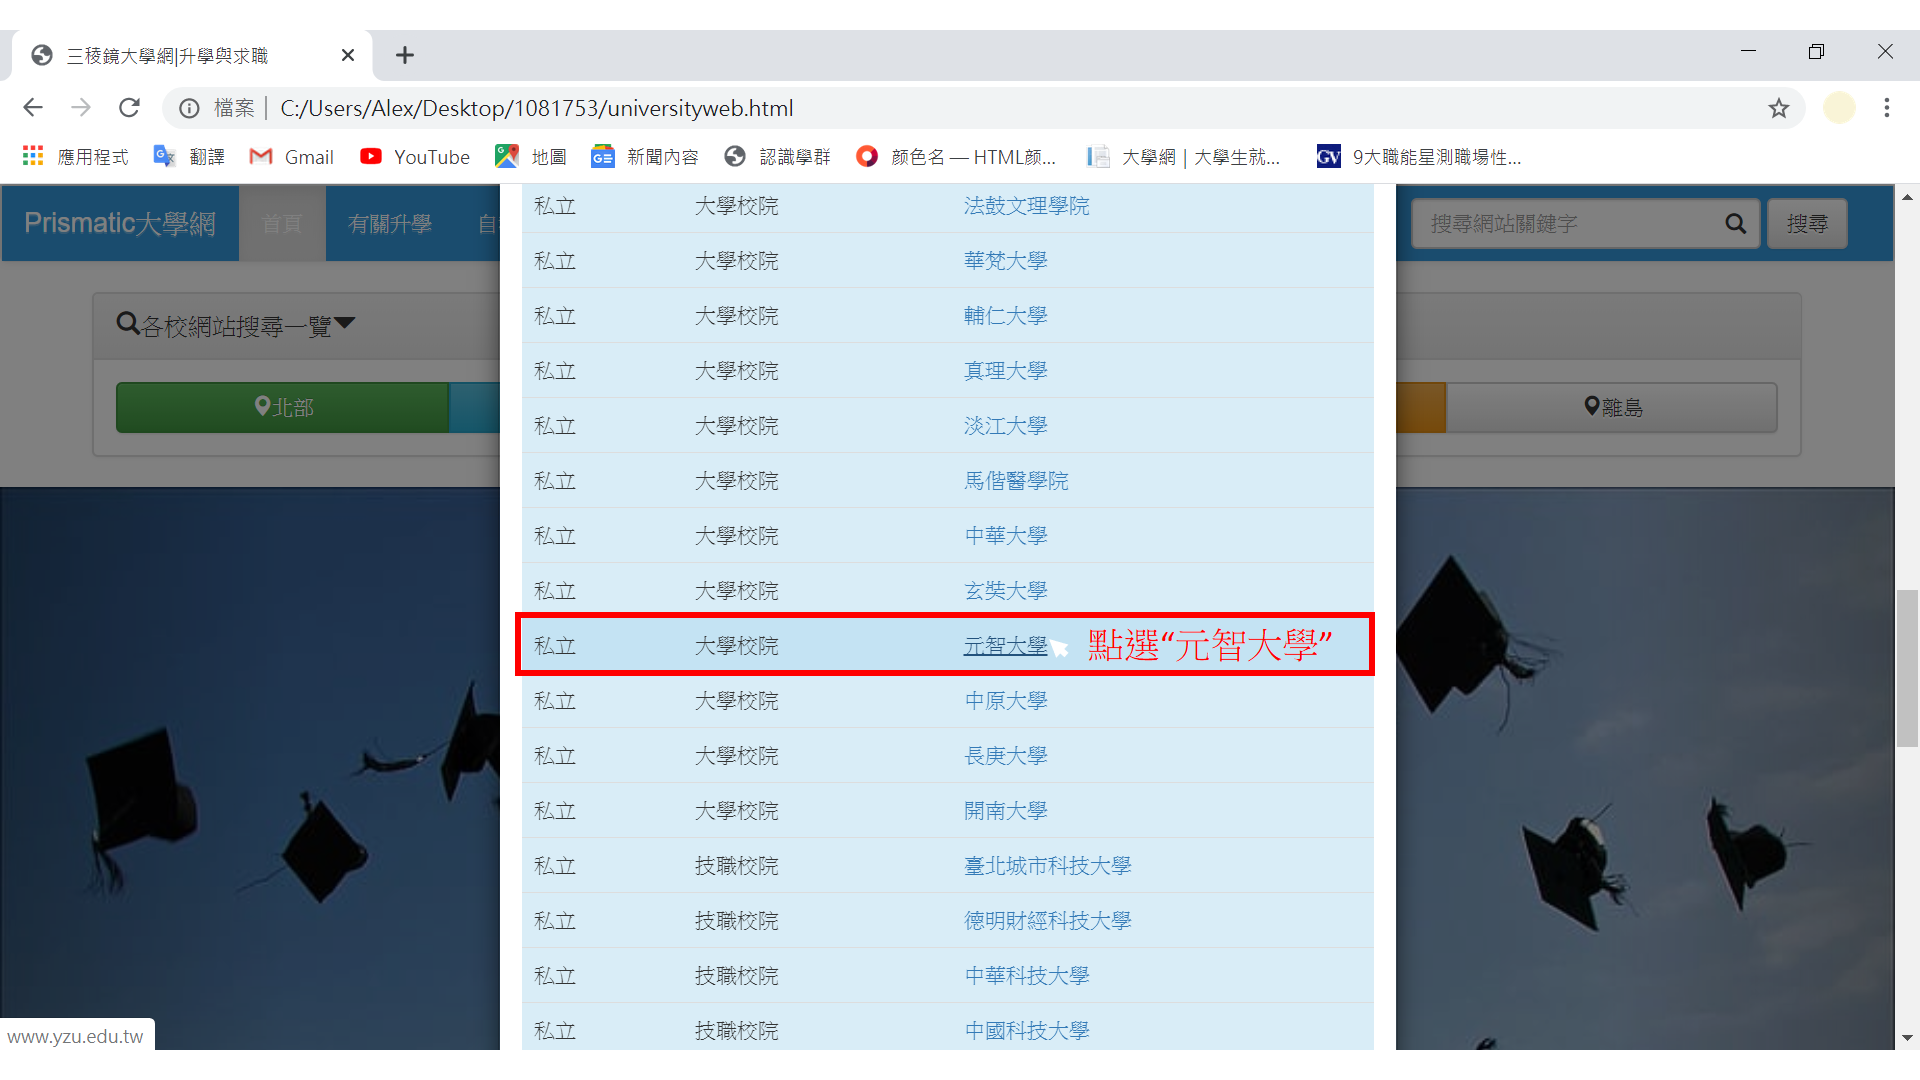 三稜鏡大學網|升學與求職
檔案 C:/Users/Alex/Desktop/1081753/universityweb.html
應用程式 翻譯 Gmail YouTube 地圖 新聞內容 認識學群 颜色名 — HTML颜... 大學網 | 大學生就... 9大職能星測職場性...
Prismatic大學網 首頁 有關升學 自 搜尋網站關鍵字 搜尋
各校網站搜尋一覽
北部 離島
私立 大學校院 法鼓文理學院
私立 大學校院 華梵大學
私立 大學校院 輔仁大學
私立 大學校院 真理大學
私立 大學校院 淡江大學
私立 大學校院 馬偕醫學院
私立 大學校院 中華大學
私立 大學校院 玄奘大學
私立 大學校院 元智大學 點選“元智大學”
私立 大學校院 中原大學
私立 大學校院 長庚大學
私立 大學校院 開南大學
私立 技職校院 臺北城市科技大學
私立 技職校院 德明財經科技大學
私立 技職校院 中華科技大學
私立 技職校院 中國科技大學
www.yzu.edu.tw